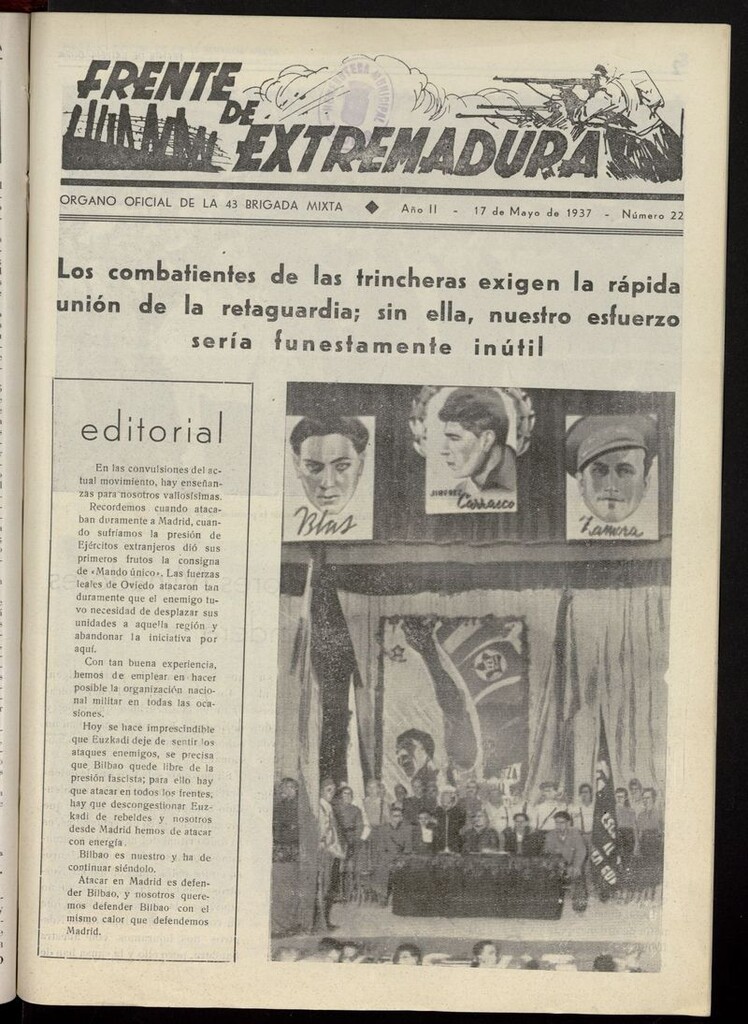 FRENTE
DE
EXTREMADURA
ORGANO OFICIAL DE LA 43 BRIGADA MIXTA ◆ Año II - 17 de Mayo de 1937 - Número 22
Los combatientes de las trincheras exigen la rápida
unión de la retaguardia; sin ella, nuestro esfuerzo
sería funestamente inútil
editorial
En las convulsiones del ac-
tual movimiento, hay enseñan-
zas para nosotros valiosísimas.
Recordemos cuando ataca-
ban duramente a Madrid, cuan-
do sufríamos la presión de
Ejércitos extranjeros dió sus
primeros frutos la consigna
de «Mando único». Las fuerzas
leales de Oviedo atacaron tan
duramente que el enemigo tu-
vo necesidad de desplazar sus
unidades a aquella región y
abandonar la iniciativa por
aquí.
Con tan buena experiencia,
hemos de emplear en hacer
posible la organización nacio-
nal militar en todas las oca-
siones.
Hoy se hace imprescindible
que Euzkadi deje de sentir los
ataques enemigos, se precisa
que Bilbao quede libre de la
presión fascista; para ello hay
que atacar en todos los frentes,
hay que descongestionar Euz-
kadi de rebeldes y nosotros
desde Madrid hemos de atacar
con energía.
Bilbao es nuestro y ha de
continuar siéndolo.
Atacar en Madrid es defen-
der Bilbao, y nosotros quere-
mos defender Bilbao con el
mismo calor que defendemos
Madrid.
Blas
JIMENEZ Carrasco
Zamora